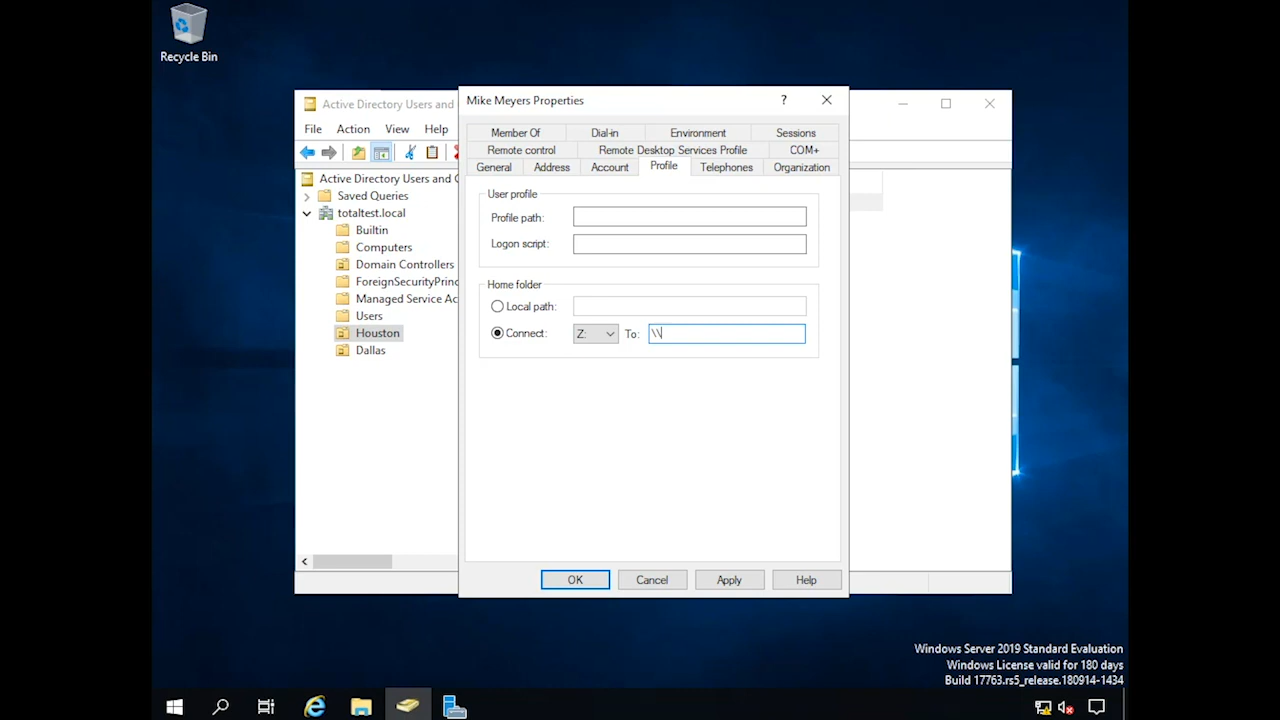 Recycle Bin
Mike Meyers Properties
?
Active Directory Users and
File Action View Help
Member Of Dial-in Environment Sessions
Remote control Remote Desktop Services Profile COM+
General Address Account Profile Telephones Organization
Active Directory Users and C
Saved Queries
totaltest.local
Builtin
Computers
Domain Controllers
ForeignSecurityPrinc
Managed Service Ac
Users
Houston
Dallas
User profile
Profile path:
Logon script:
Home folder
Local path:
Connect: Z: To: \\
OK Cancel Apply Help
Windows Server 2019 Standard Evaluation
Windows License valid for 180 days
Build 17763.rs5_release.180914-1434